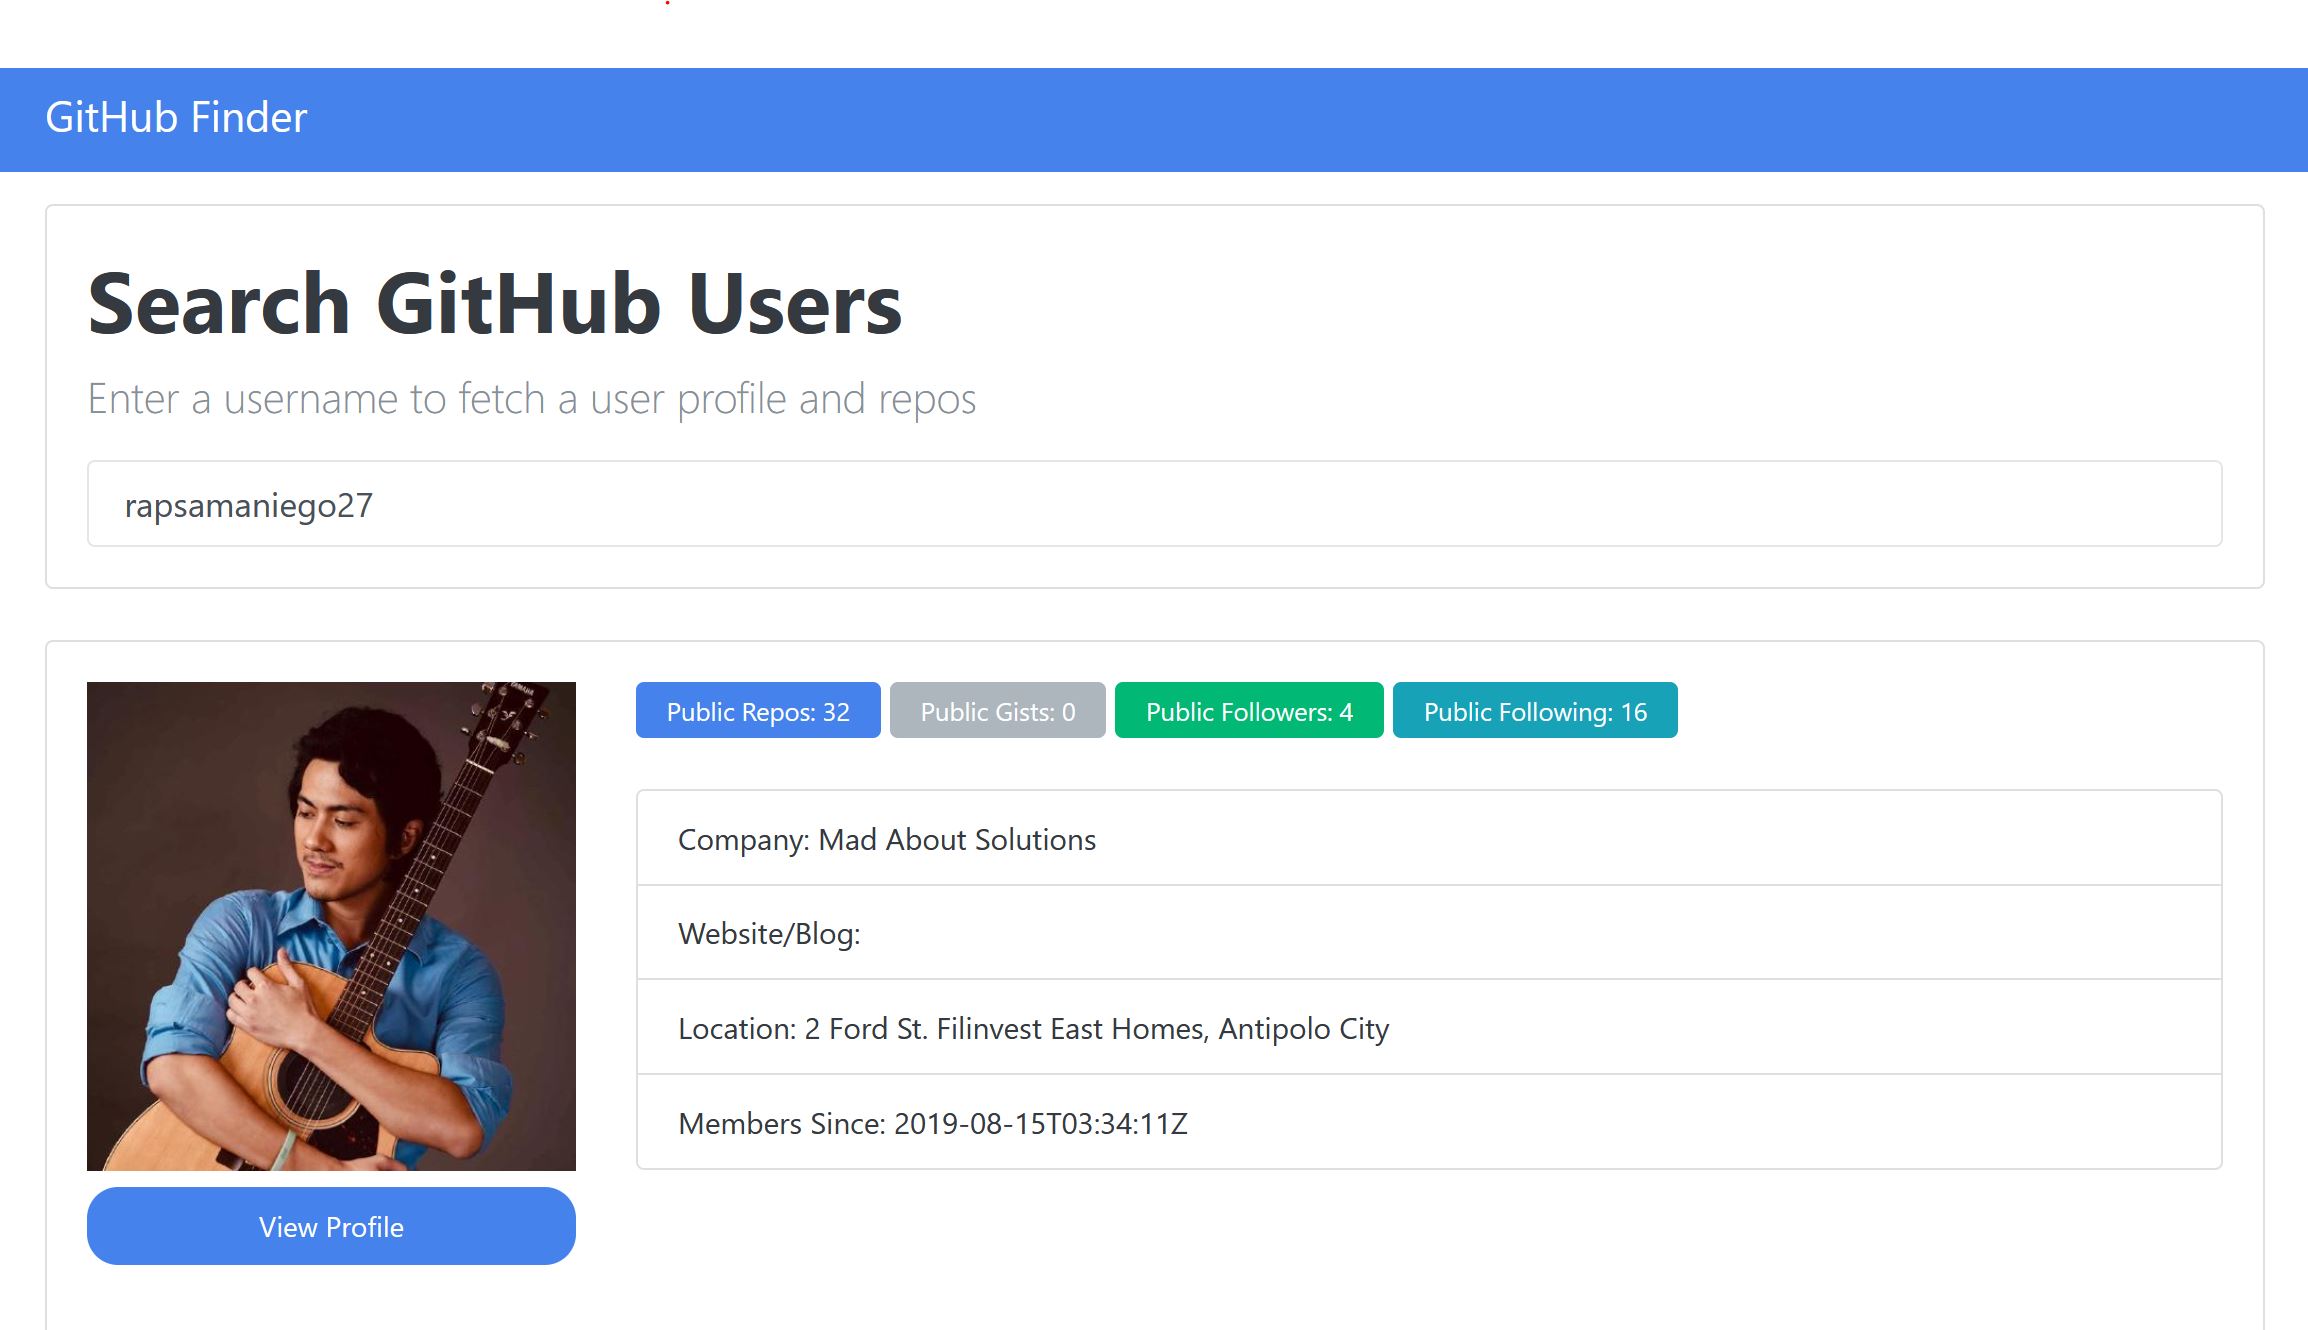 GitHub Finder
Search GitHub Users
Enter a username to fetch a user profile and repos
rapsamaniego27
YAMAHA
Public Repos: 32 Public Gists: 0 Public Followers: 4 Public Following: 16
Company: Mad About Solutions
Website/Blog:
Location: 2 Ford St. Filinvest East Homes, Antipolo City
Members Since: 2019-08-15T03:34:11Z
View Profile